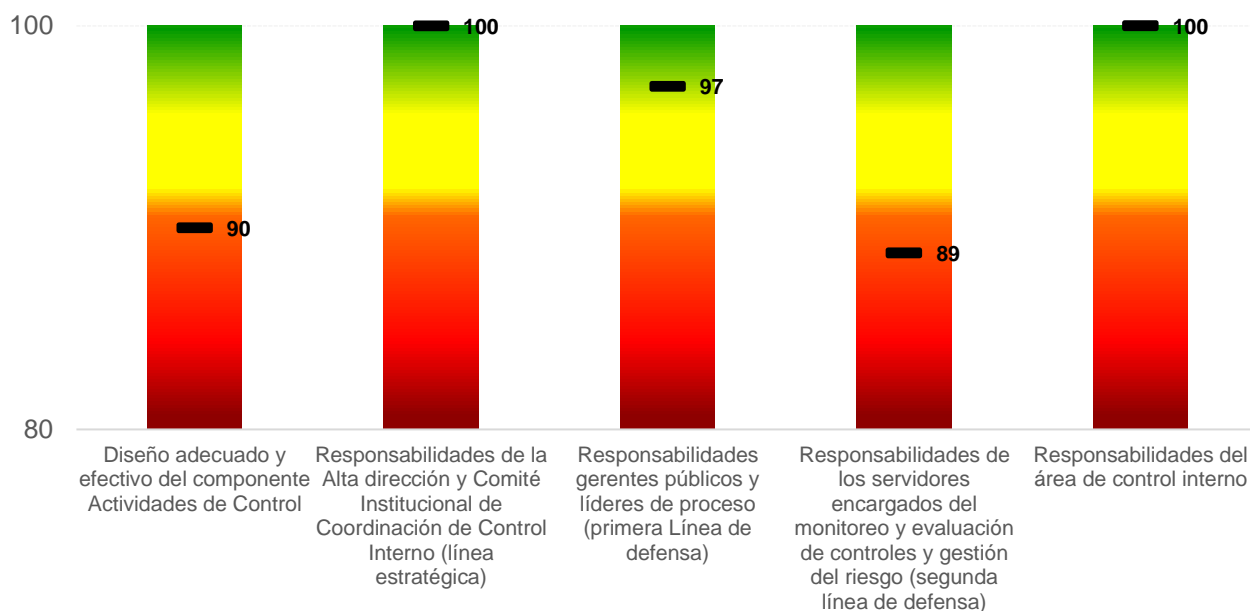 100
100
100
97
90
89
80
Diseño adecuado y
efectivo del componente
Actividades de Control
Responsabilidades de la
Alta dirección y Comité
Institucional de
Coordinación de Control
Interno (línea
estratégica)
Responsabilidades
gerentes públicos y
líderes de proceso
(primera Línea de
defensa)
Responsabilidades de
los servidores
encargados del
monitoreo y evaluación
de controles y gestión
del riesgo (segunda
línea de defensa)
Responsabilidades del
área de control interno